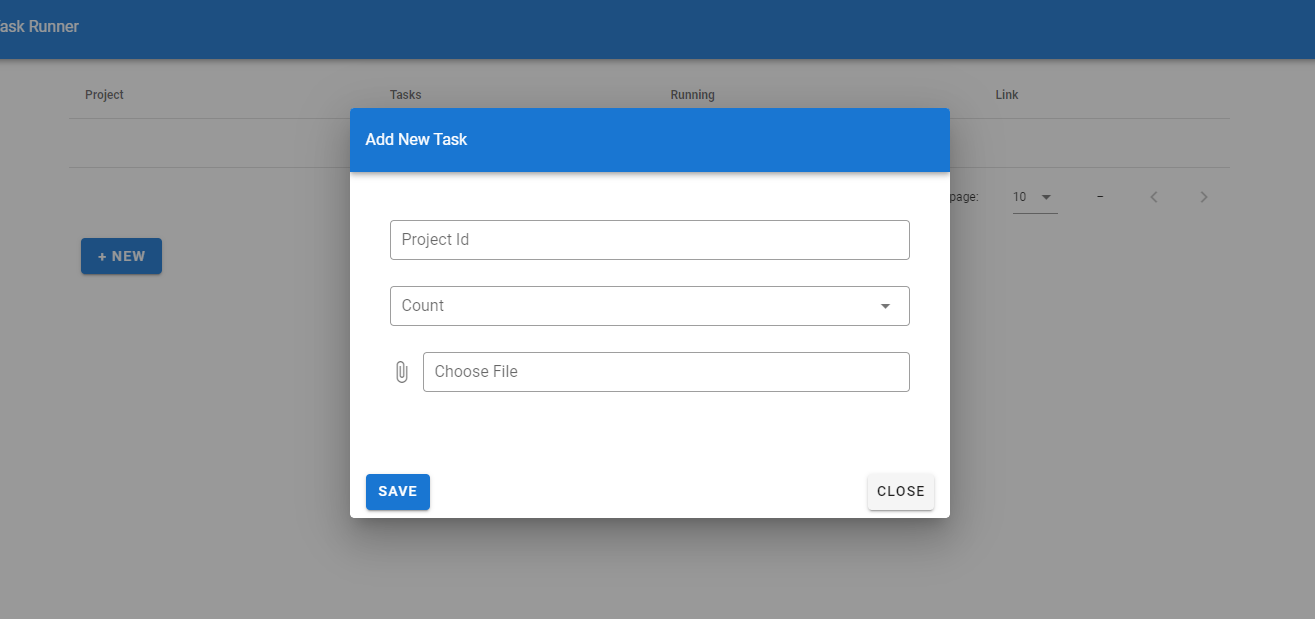 ask Runner
Project Tasks Running Link
Add New Task
page: 10 –
Project Id
+ NEW
Count
Choose File
SAVE CLOSE